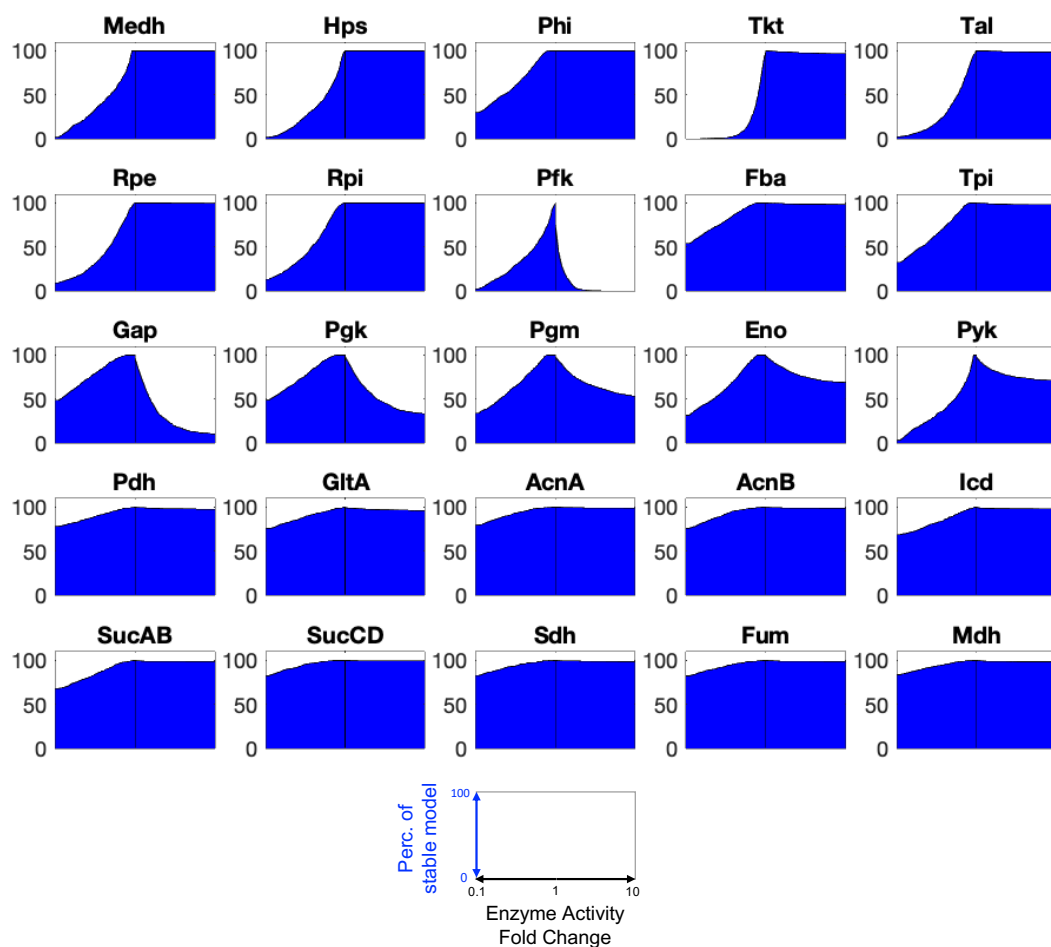 Medh Hps Phi Tkt Tal
100 100 100 100 100
50 50 50 50 50
0 0 0 0 0
Rpe Rpi Pfk Fba Tpi
100 100 100 100 100
50 50 50 50 50
0 0 0 0 0
Gap Pgk Pgm Eno Pyk
100 100 100 100 100
50 50 50 50 50
0 0 0 0 0
Pdh GltA AcnA AcnB Icd
100 100 100 100 100
50 50 50 50 50
0 0 0 0 0
SucAB SucCD Sdh Fum Mdh
100 100 100 100 100
50 50 50 50 50
0 0 0 0 0
Perc. of
stable model
100
0
0.1 1 10
Enzyme Activity
Fold Change